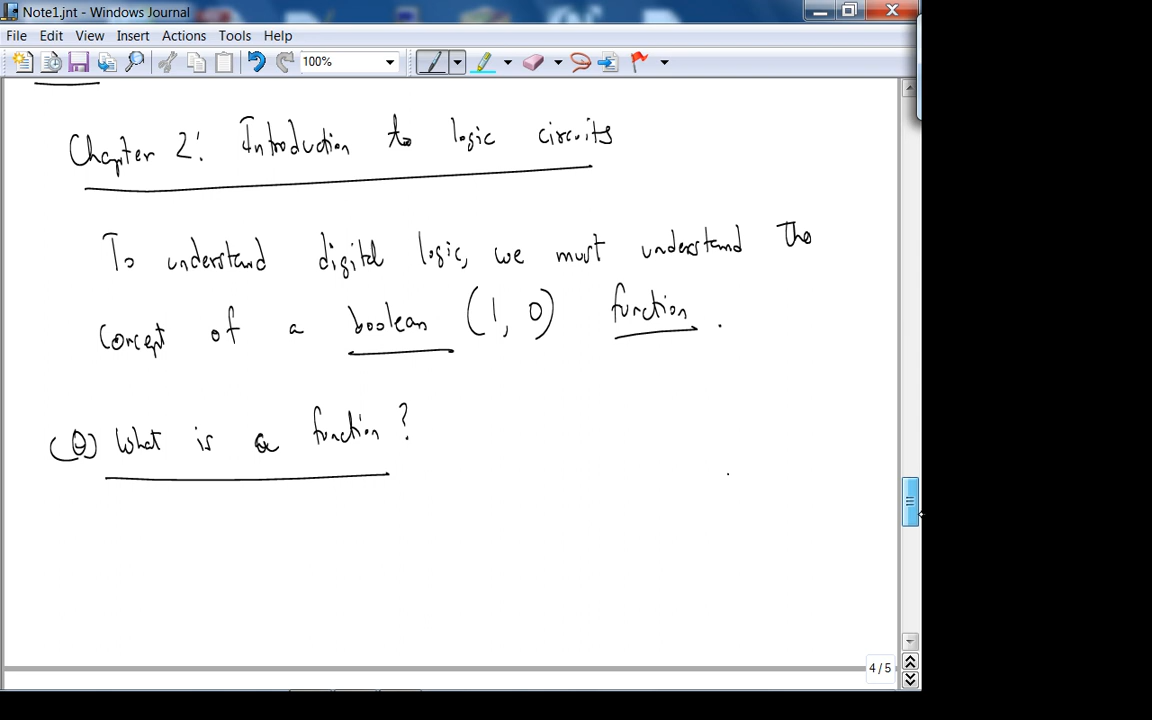 Note1.jnt - Windows Journal
File Edit View Insert Actions Tools Help
100%
Chapter 2: Introduction to logic circuits
To understand digital logic, we must understand the
concept of a boolean (1, 0) function.
(Q) What is a function?
4/5